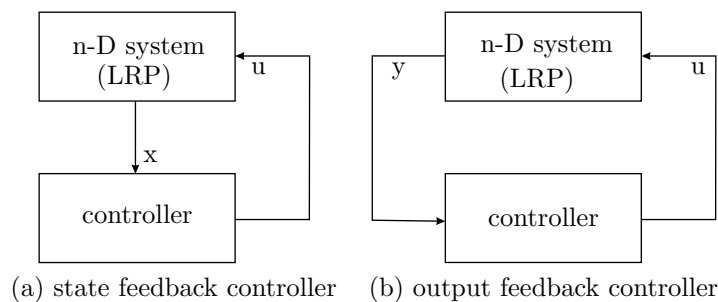 n-D system
(LRP)
u
x
controller
(a) state feedback controller
n-D system
(LRP)
y
u
controller
(b) output feedback controller